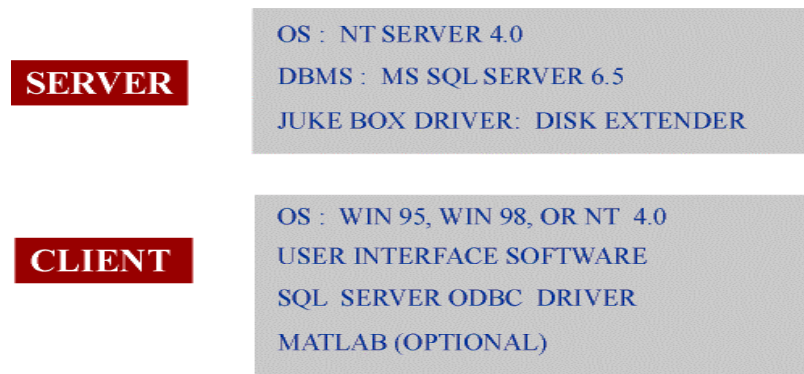 SERVER
OS : NT SERVER 4.0
DBMS : MS SQL SERVER 6.5
JUKE BOX DRIVER: DISK EXTENDER
CLIENT
OS : WIN 95, WIN 98, OR NT 4.0
USER INTERFACE SOFTWARE
SQL SERVER ODBC DRIVER
MATLAB (OPTIONAL)